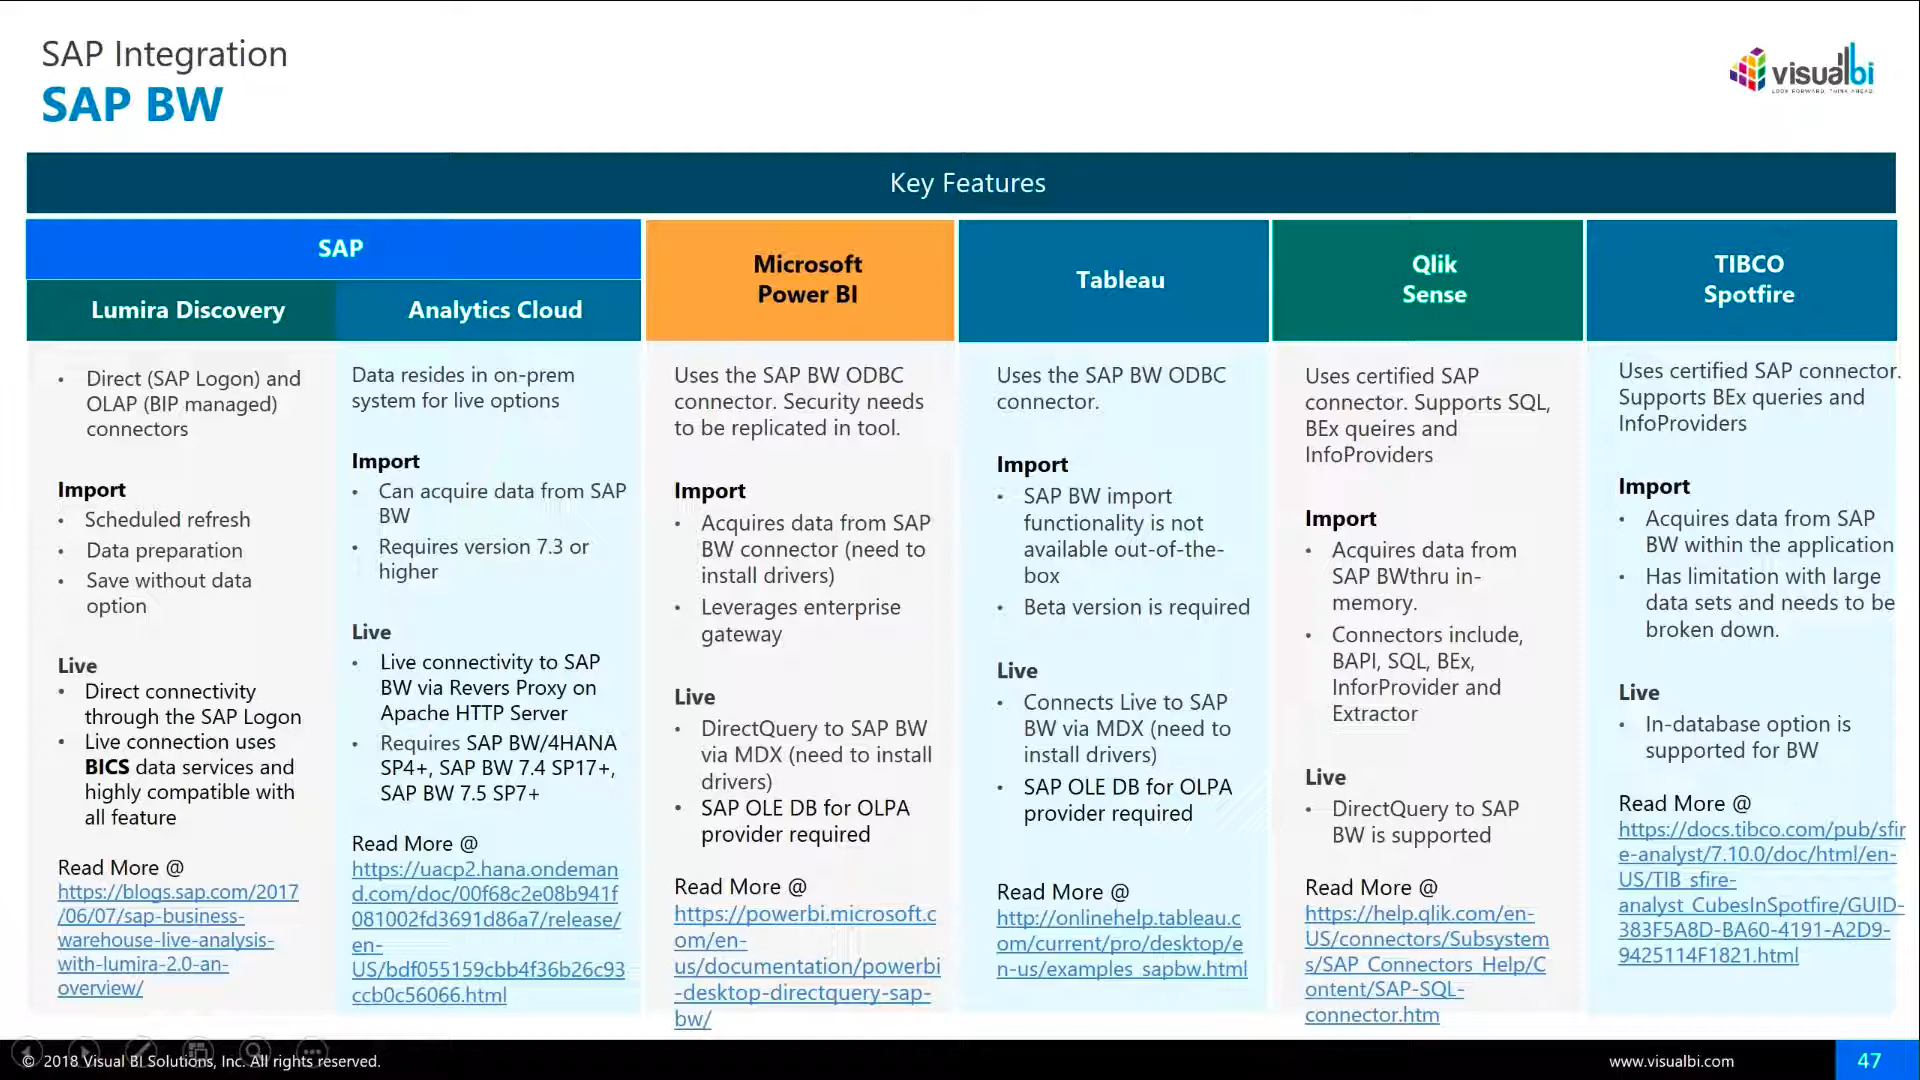 SAP Integration
SAP BW
visualbi
LOOK FORWARD. THINK AHEAD.
Key Features
SAP
Lumira Discovery
Analytics Cloud
Microsoft
Power BI
Tableau
Qlik
Sense
TIBCO
Spotfire
• Direct (SAP Logon) and
OLAP (BIP managed)
connectors
Import
• Scheduled refresh
• Data preparation
• Save without data
option
Live
• Direct connectivity
through the SAP Logon
• Live connection uses
BICS data services and
highly compatible with
all feature
Read More @
https://blogs.sap.com/2017
/06/07/sap-business-
warehouse-live-analysis-
with-lumira-2.0-an-
overview/
Data resides in on-prem
system for live options
Import
• Can acquire data from SAP
BW
• Requires version 7.3 or
higher
Live
• Live connectivity to SAP
BW via Revers Proxy on
Apache HTTP Server
• Requires SAP BW/4HANA
SP4+, SAP BW 7.4 SP17+,
SAP BW 7.5 SP7+
Read More @
https://uacp2.hana.ondeman
d.com/doc/00f68c2e08b941f
081002fd3691d86a7/release/
en-
US/bdf055159cbb4f36b26c93
ccb0c56066.html
Uses the SAP BW ODBC
connector. Security needs
to be replicated in tool.
Import
• Acquires data from SAP
BW connector (need to
install drivers)
• Leverages enterprise
gateway
Live
• DirectQuery to SAP BW
via MDX (need to install
drivers)
• SAP OLE DB for OLPA
provider required
Read More @
https://powerbi.microsoft.c
om/en-
us/documentation/powerbi
-desktop-directquery-sap-
bw/
Uses the SAP BW ODBC
connector.
Import
• SAP BW import
functionality is not
available out-of-the-
box
• Beta version is required
Live
• Connects Live to SAP
BW via MDX (need to
install drivers)
• SAP OLE DB for OLPA
provider required
Read More @
http://onlinehelp.tableau.c
om/current/pro/desktop/e
n-us/examples_sapbw.html
Uses certified SAP
connector. Supports SQL,
BEx queires and
InfoProviders
Import
• Acquires data from
SAP BWthru in-
memory.
• Connectors include,
BAPI, SQL, BEx,
InforProvider and
Extractor
Live
• DirectQuery to SAP
BW is supported
Read More @
https://help.qlik.com/en-
US/connectors/Subsystem
s/SAP_Connectors_Help/C
ontent/SAP-SQL-
connector.htm
Uses certified SAP connector.
Supports BEx queries and
InfoProviders
Import
• Acquires data from SAP
BW within the application
• Has limitation with large
data sets and needs to be
broken down.
Live
• In-database option is
supported for BW
Read More @
https://docs.tibco.com/pub/sfir
e-analyst/7.10.0/doc/html/en-
US/TIB_sfire-
analyst_CubesInSpotfire/GUID-
383F5A8D-BA60-4191-A2D9-
9425114F1821.html
© 2018 Visual BI Solutions, Inc. All rights reserved.
www.visualbi.com
47